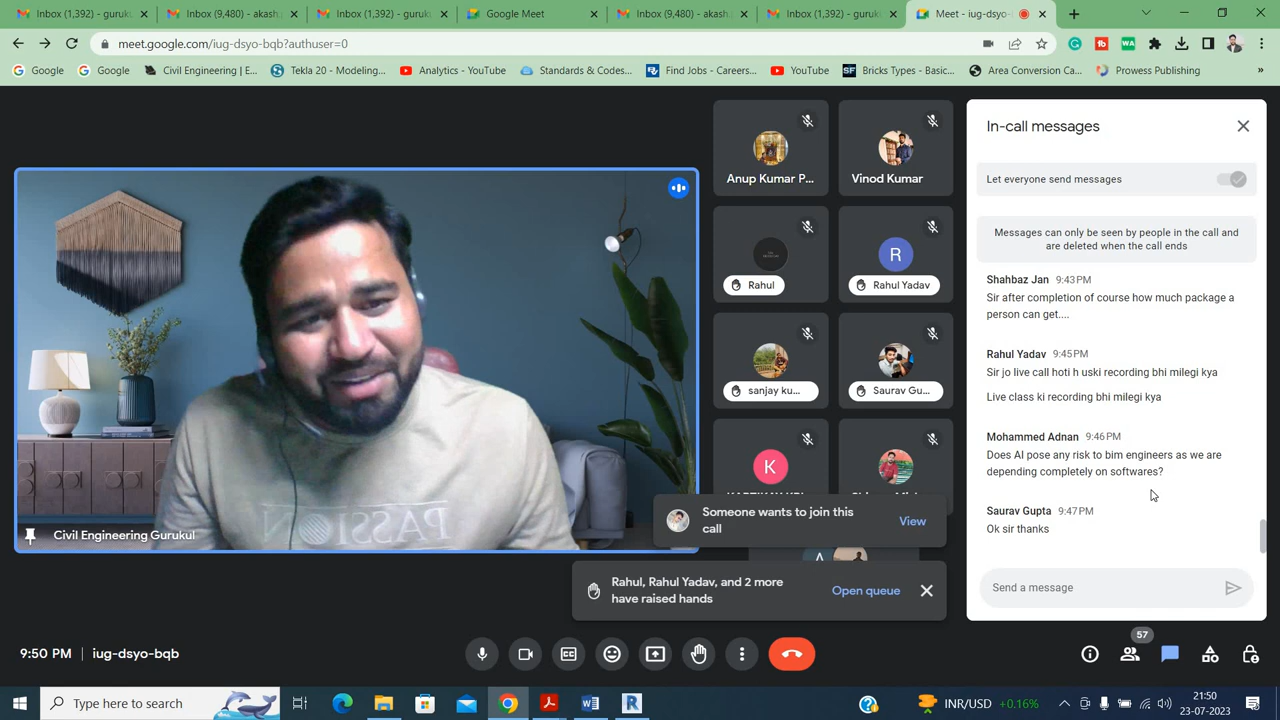 Inbox (1,392) - guruku
Inbox (9,480) - akash.
Inbox (1,392) - guruku
Google Meet
Inbox (9,480) - akash.
Inbox (1,392) - guruku
Meet - iug-dsyo-
meet.google.com/iug-dsyo-bqb?authuser=0
Google
Google
Civil Engineering | E...
Tekla 20 - Modeling...
Analytics - YouTube
Standards & Codes...
Find Jobs - Careers...
YouTube
SF
Bricks Types - Basic...
Area Conversion Ca...
Prowess Publishing
»
Anup Kumar P...
Vinod Kumar
Rahul
R
Rahul Yadav
sanjay ku...
Saurav Gu...
K
PASSION
Civil Engineering Gurukul
Someone wants to join this
call
View
Rahul, Rahul Yadav, and 2 more
have raised hands
Open queue
In-call messages
Let everyone send messages
Messages can only be seen by people in the call and
are deleted when the call ends
Shahbaz Jan 9:43 PM
Sir after completion of course how much package a
person can get....
Rahul Yadav 9:45 PM
Sir jo live call hoti h uski recording bhi milegi kya
Live class ki recording bhi milegi kya
Mohammed Adnan 9:46 PM
Does AI pose any risk to bim engineers as we are
depending completely on softwares?
Saurav Gupta 9:47 PM
Ok sir thanks
Send a message
9:50 PM | iug-dsyo-bqb
57
Type here to search
INR/USD +0.16%
21:50
23-07-2023